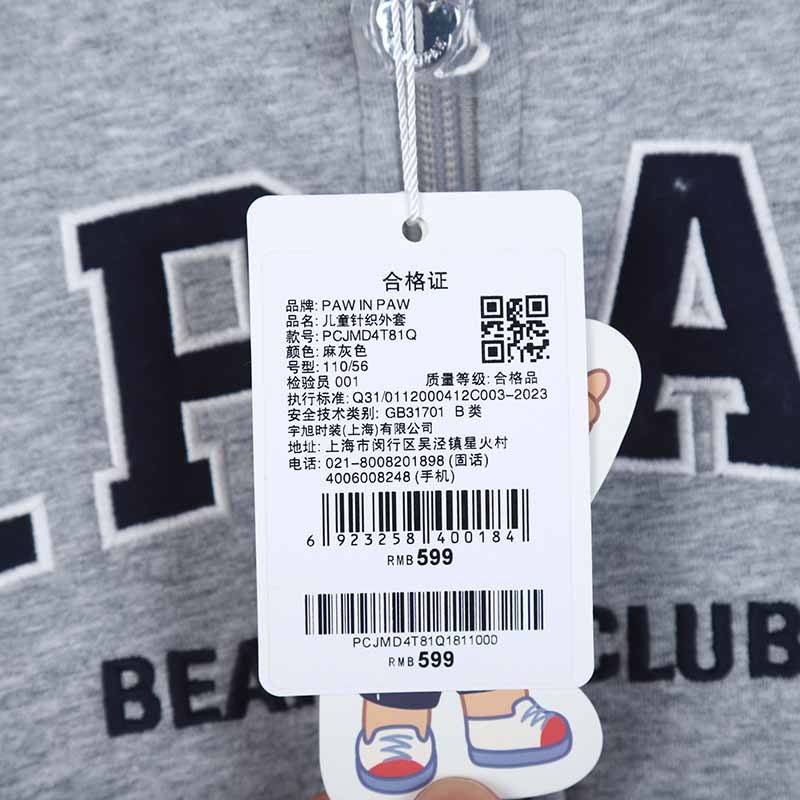 PA
合格证
品牌: PAW IN PAW
品名: 儿童针织外套
款号: PCJMD4T81Q
颜色: 麻灰色
号型: 110/56
检验员 001 质量等级: 合格品
执行标准: Q31/0112000412C003-2023
安全技术类别: GB31701 B 类
宇旭时装(上海)有限公司
地址: 上海市闵行区吴泾镇星火村
电话: 021-8008201898 (固话)
4006008248 (手机)
6 923258 400184
RMB 599
PCJMD4T81Q1811000
RMB 599
BEA CLUB